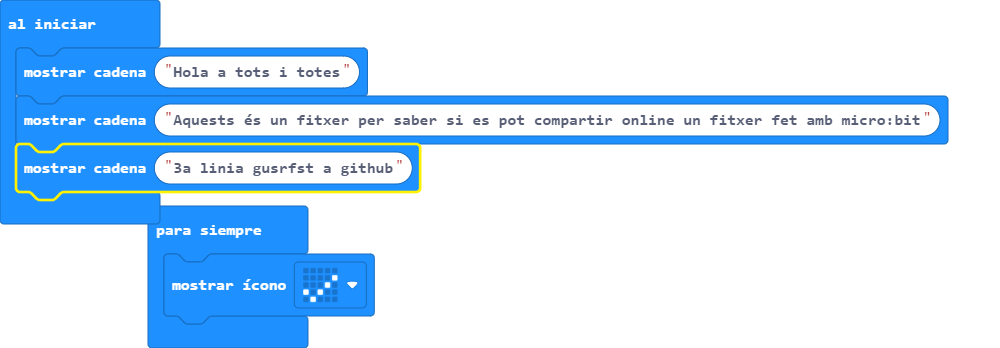 al iniciar
mostrar cadena "Hola a tots i totes"
mostrar cadena "Aquests és un fitxer per saber si es pot compartir online un fitxer fet amb micro:bit"
mostrar cadena "3a linia gusrfst a github"
para siempre
mostrar ícono